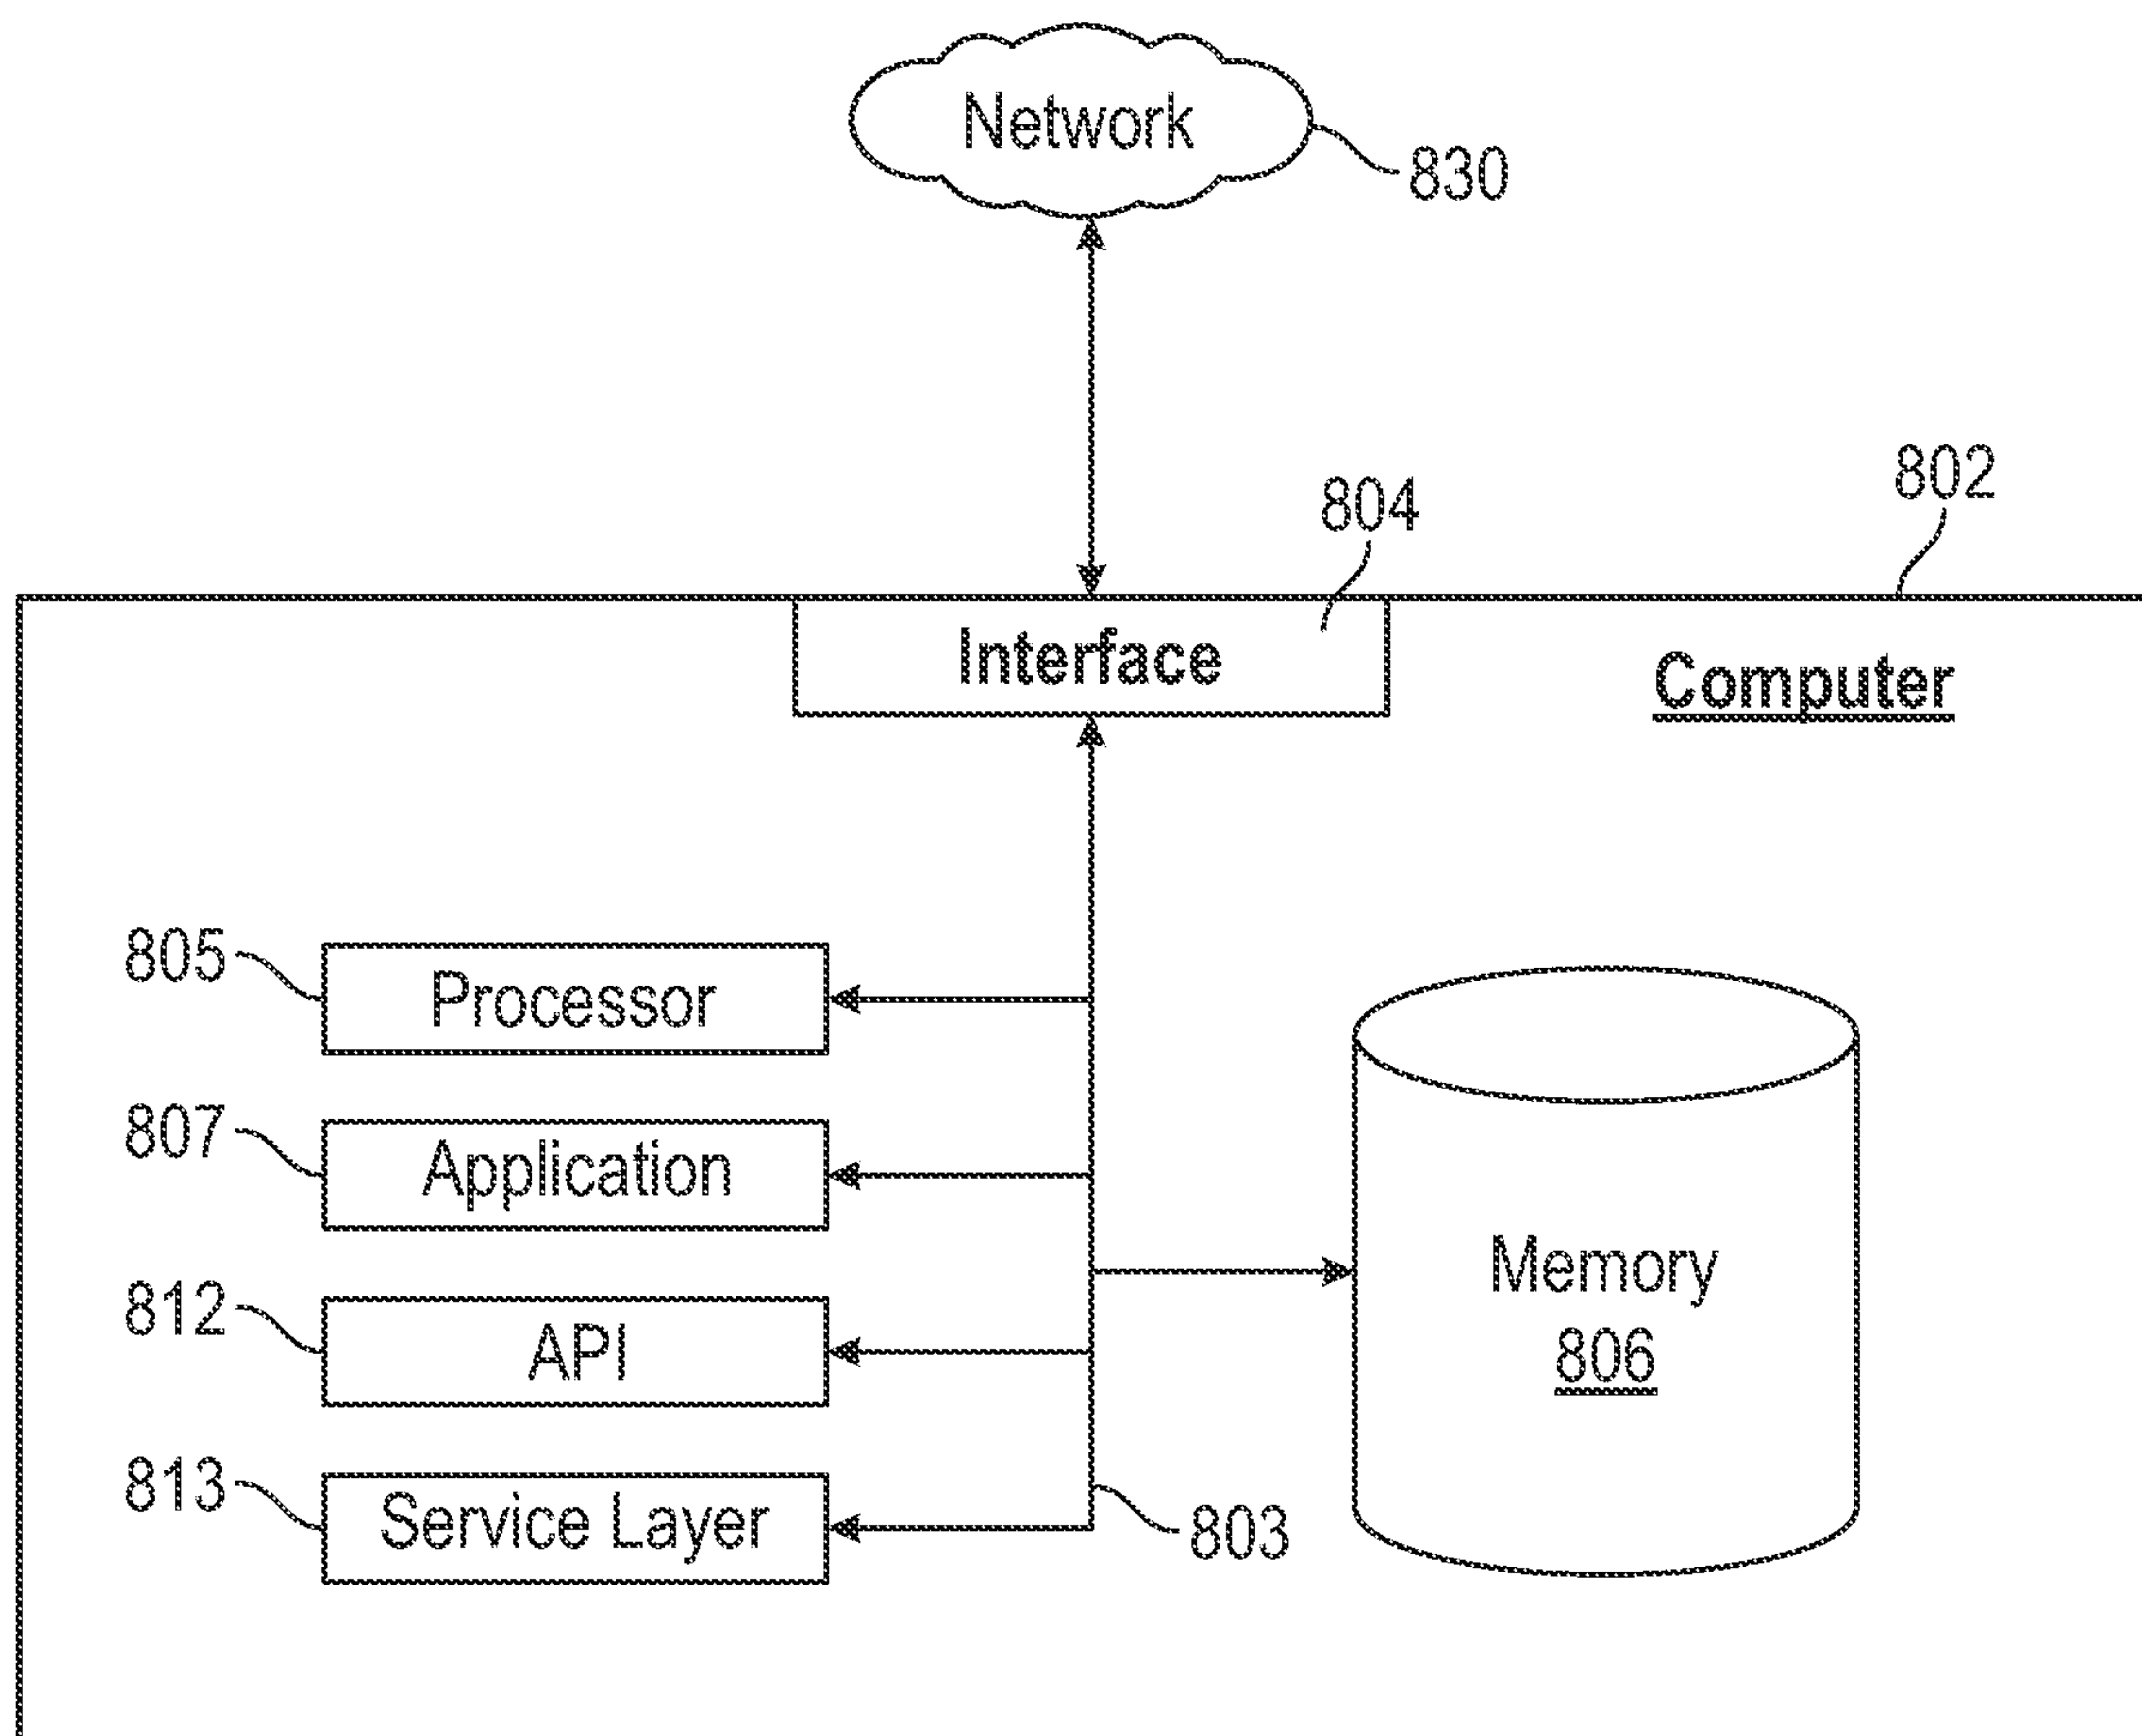 Network
830
802
804
Interface
Computer
805
Processor
807
Application
Memory
806
812
API
813
Service Layer
803